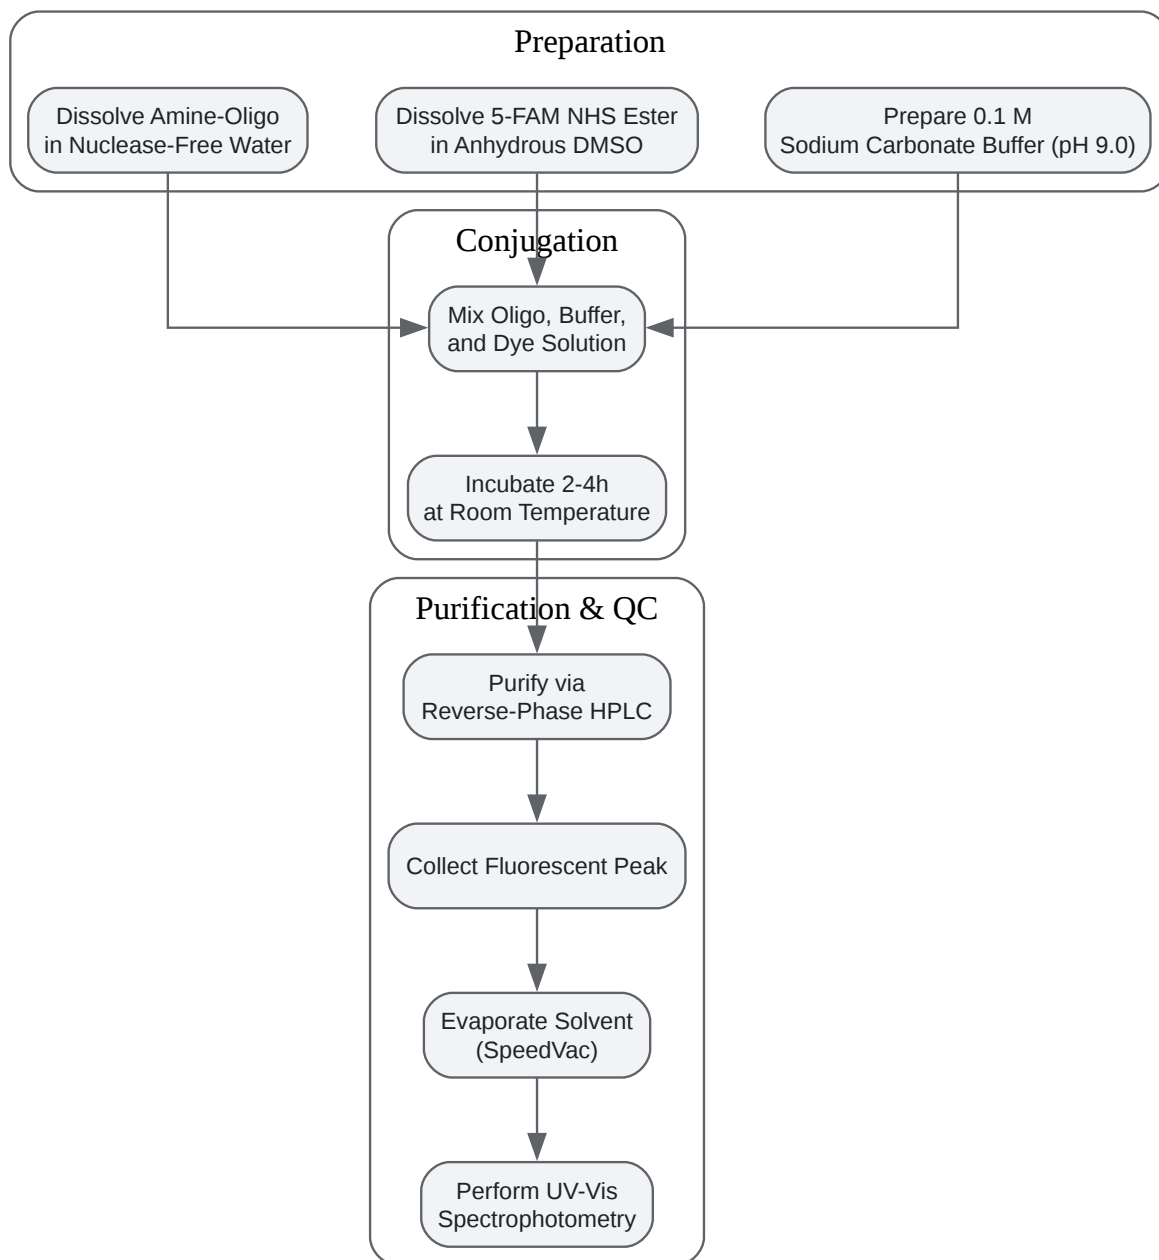 Preparation
Dissolve Amine-Oligo
in Nuclease-Free Water
Dissolve 5-FAM NHS Ester
in Anhydrous DMSO
Prepare 0.1 M
Sodium Carbonate Buffer (pH 9.0)
Conjugation
Mix Oligo, Buffer,
and Dye Solution
Incubate 2-4h
at Room Temperature
Purification & QC
Purify via
Reverse-Phase HPLC
Collect Fluorescent Peak
Evaporate Solvent
(SpeedVac)
Perform UV-Vis
Spectrophotometry